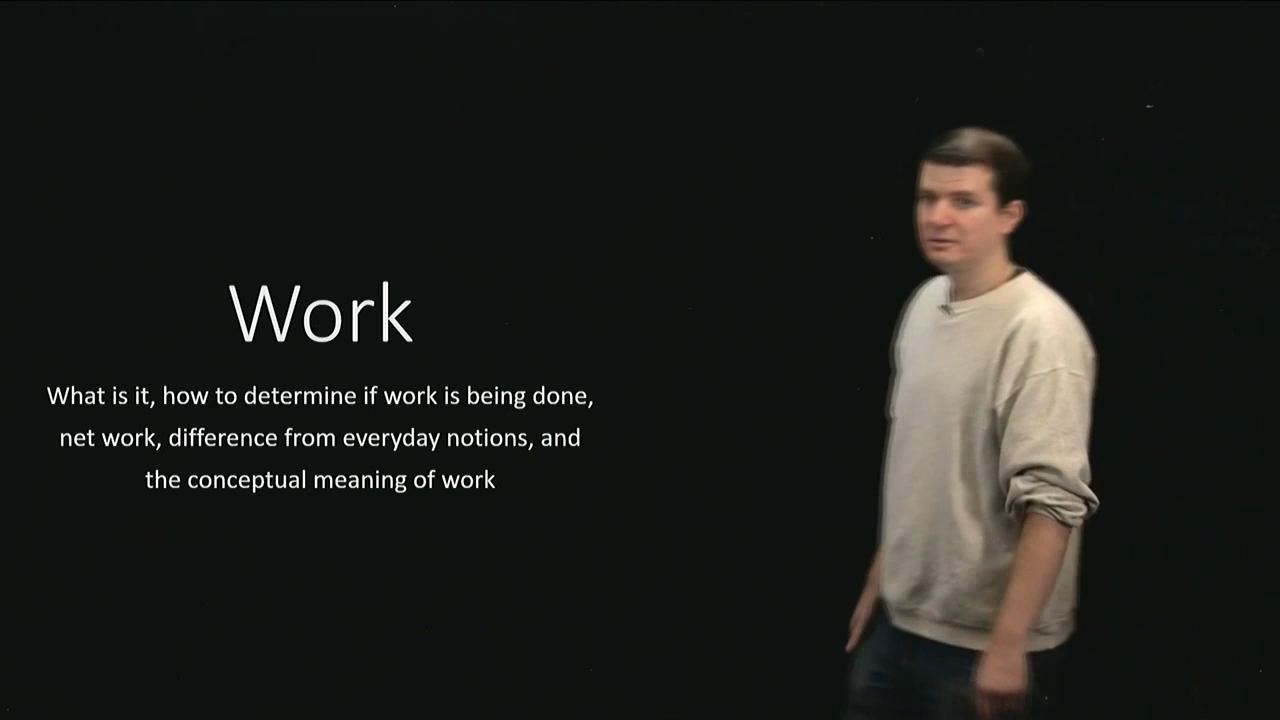 Work
What is it, how to determine if work is being done,
net work, difference from everyday notions, and
the conceptual meaning of work